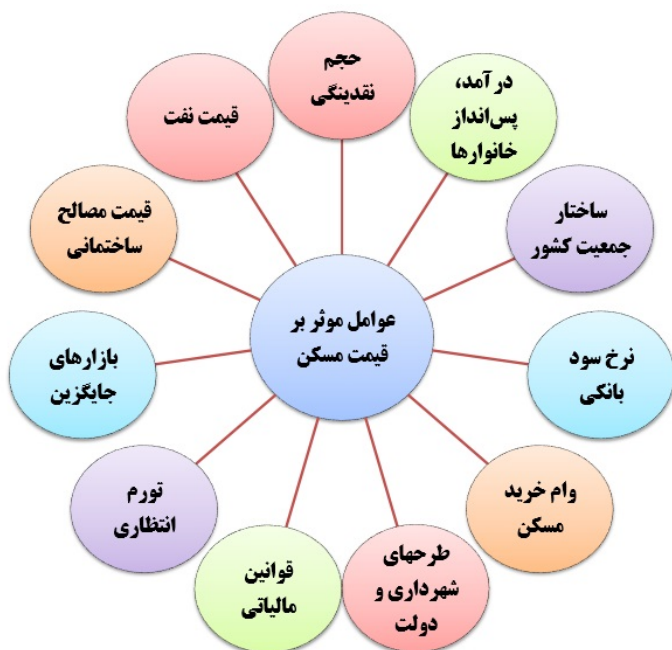 حجم
نقدینگی
درآمد،
پس‌انداز
خانوارها
ساختار
جمعیت کشور
نرخ سود
بانکی
وام خرید
مسکن
طرحهای
شهرداری و
دولت
قوانین
مالیاتی
تورم
انتظاری
بازارهای
جایگزین
قیمت مصالح
ساختمانی
قیمت نفت
عوامل موثر بر
قیمت مسکن